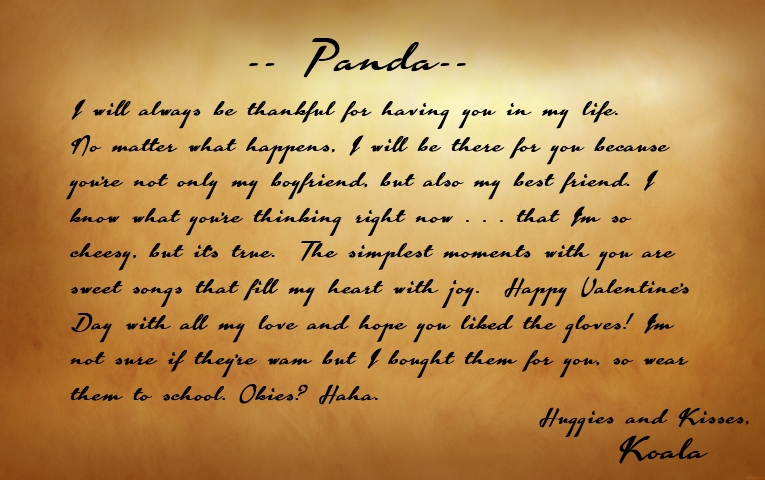 -- Panda--
I will always be thankful for having you in my life.
No matter what happens, I will be there for you because
you're not only my boyfriend, but also my best friend. I
know what you're thinking right now . . . that I'm so
cheesy, but it's true. The simplest moments with you are
sweet songs that fill my heart with joy. Happy Valentine's
Day with all my love and hope you liked the gloves! I'm
not sure if they're wam but I bought them for you, so wear
them to school. Okies? Haha.
Huggies and Kisses,
Koala